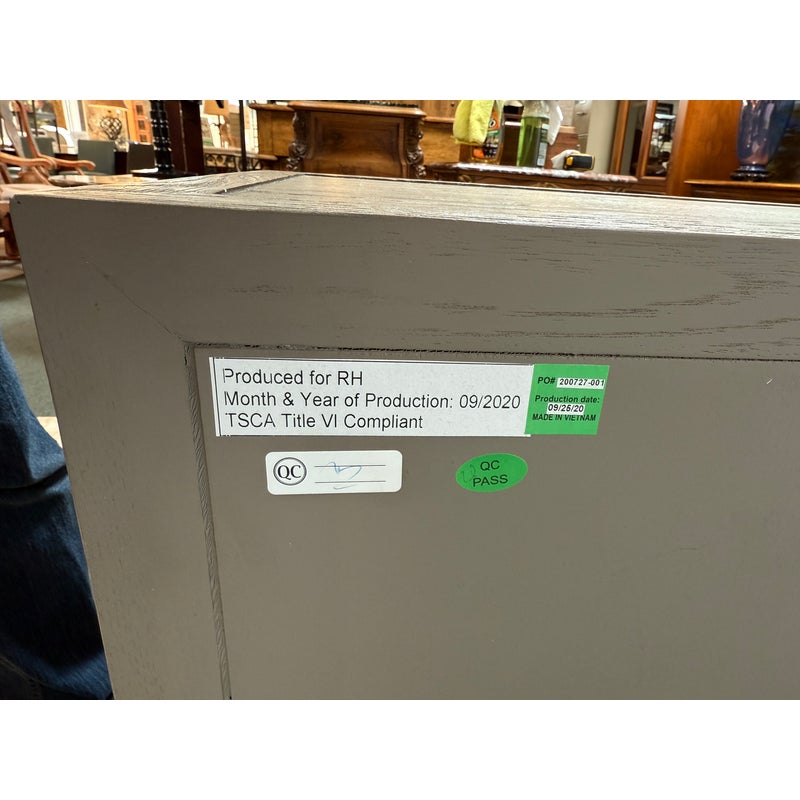 Produced for RH
Month & Year of Production: 09/2020
TSCA Title VI Compliant
PO# 200727-001
Production date:
09/25/20
MADE IN VIETNAM
QC
QC
PASS